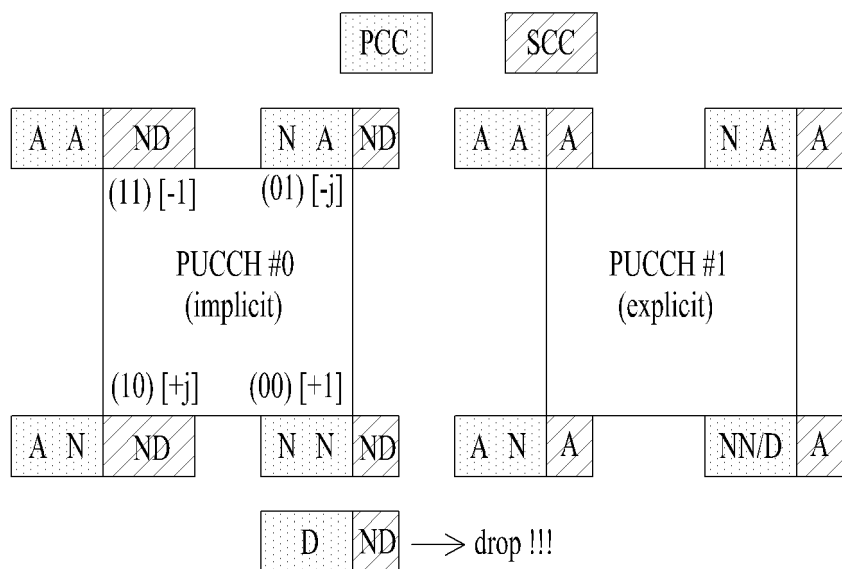 PCC SCC
A A ND N A ND A A A N A A
(11) [-1] (01) [-j]
PUCCH #0 PUCCH #1
(implicit) (explicit)
(10) [+j] (00) [+1]
A N ND N N ND A N A NN/D A
D ND drop !!!